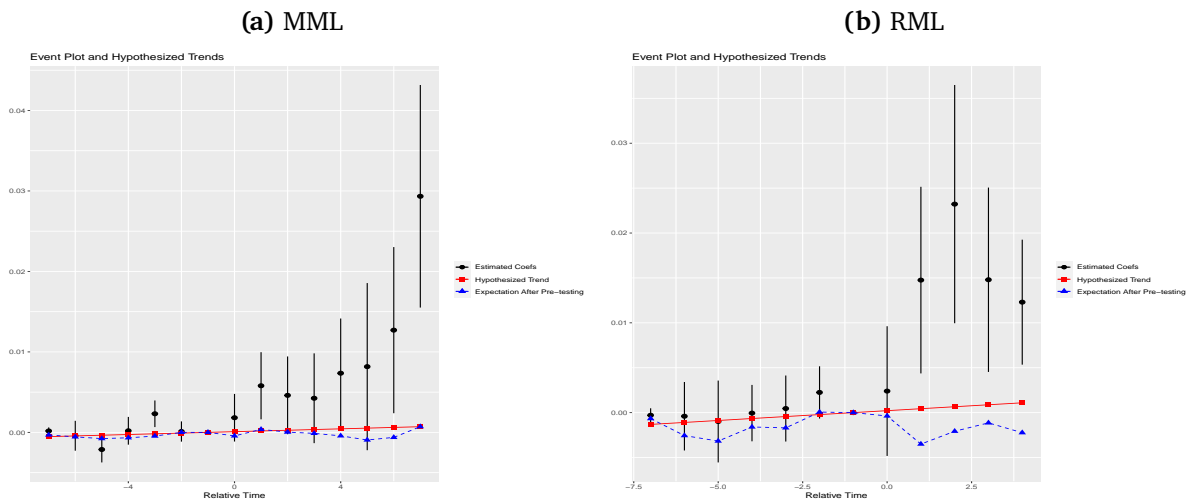 (a) MML
(b) RML
Event Plot and Hypothesized Trends
0.04
0.03
0.02
0.01
0.00
−4
0
4
Relative Time
Estimated Coefs
Hypothesized Trend
Expectation After Pre−testing
Event Plot and Hypothesized Trends
0.03
0.02
0.01
0.00
−7.5
−5.0
−2.5
0.0
2.5
Relative Time
Estimated Coefs
Hypothesized Trend
Expectation After Pre−testing